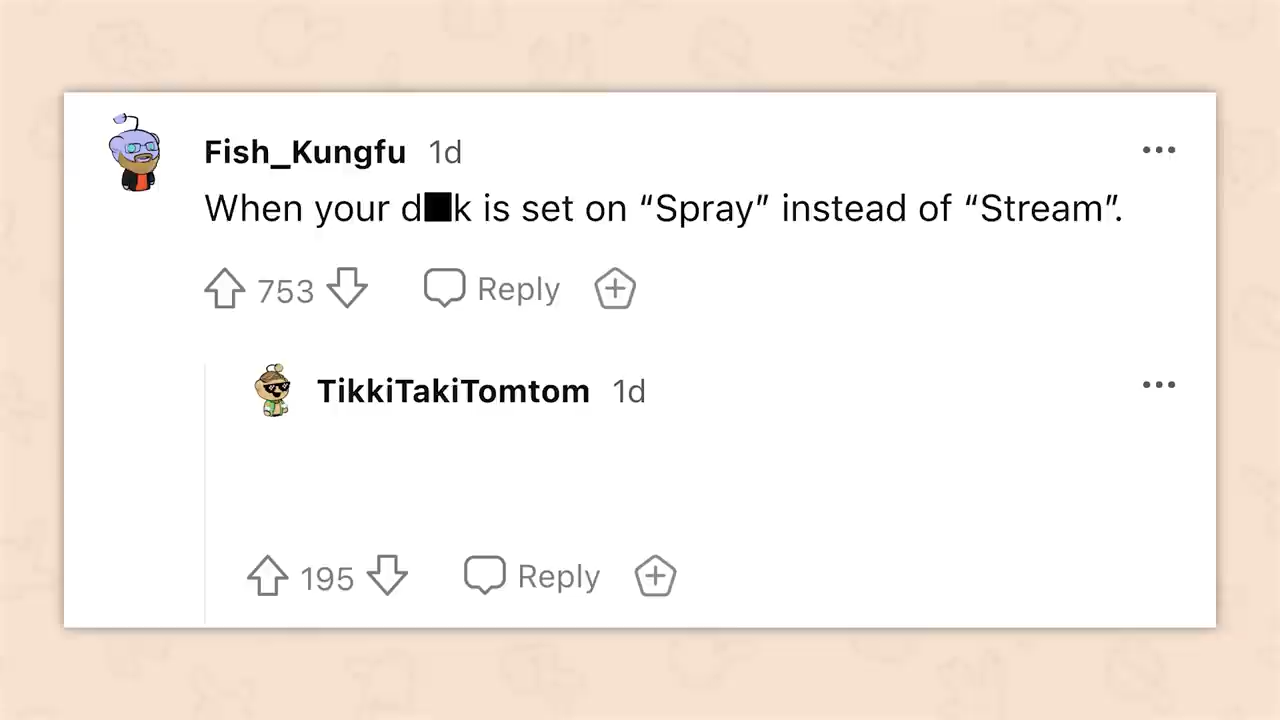 Fish_Kungfu 1d
When your d■k is set on “Spray” instead of “Stream”.
753 Reply
TikkiTakiTomtom 1d
195 Reply